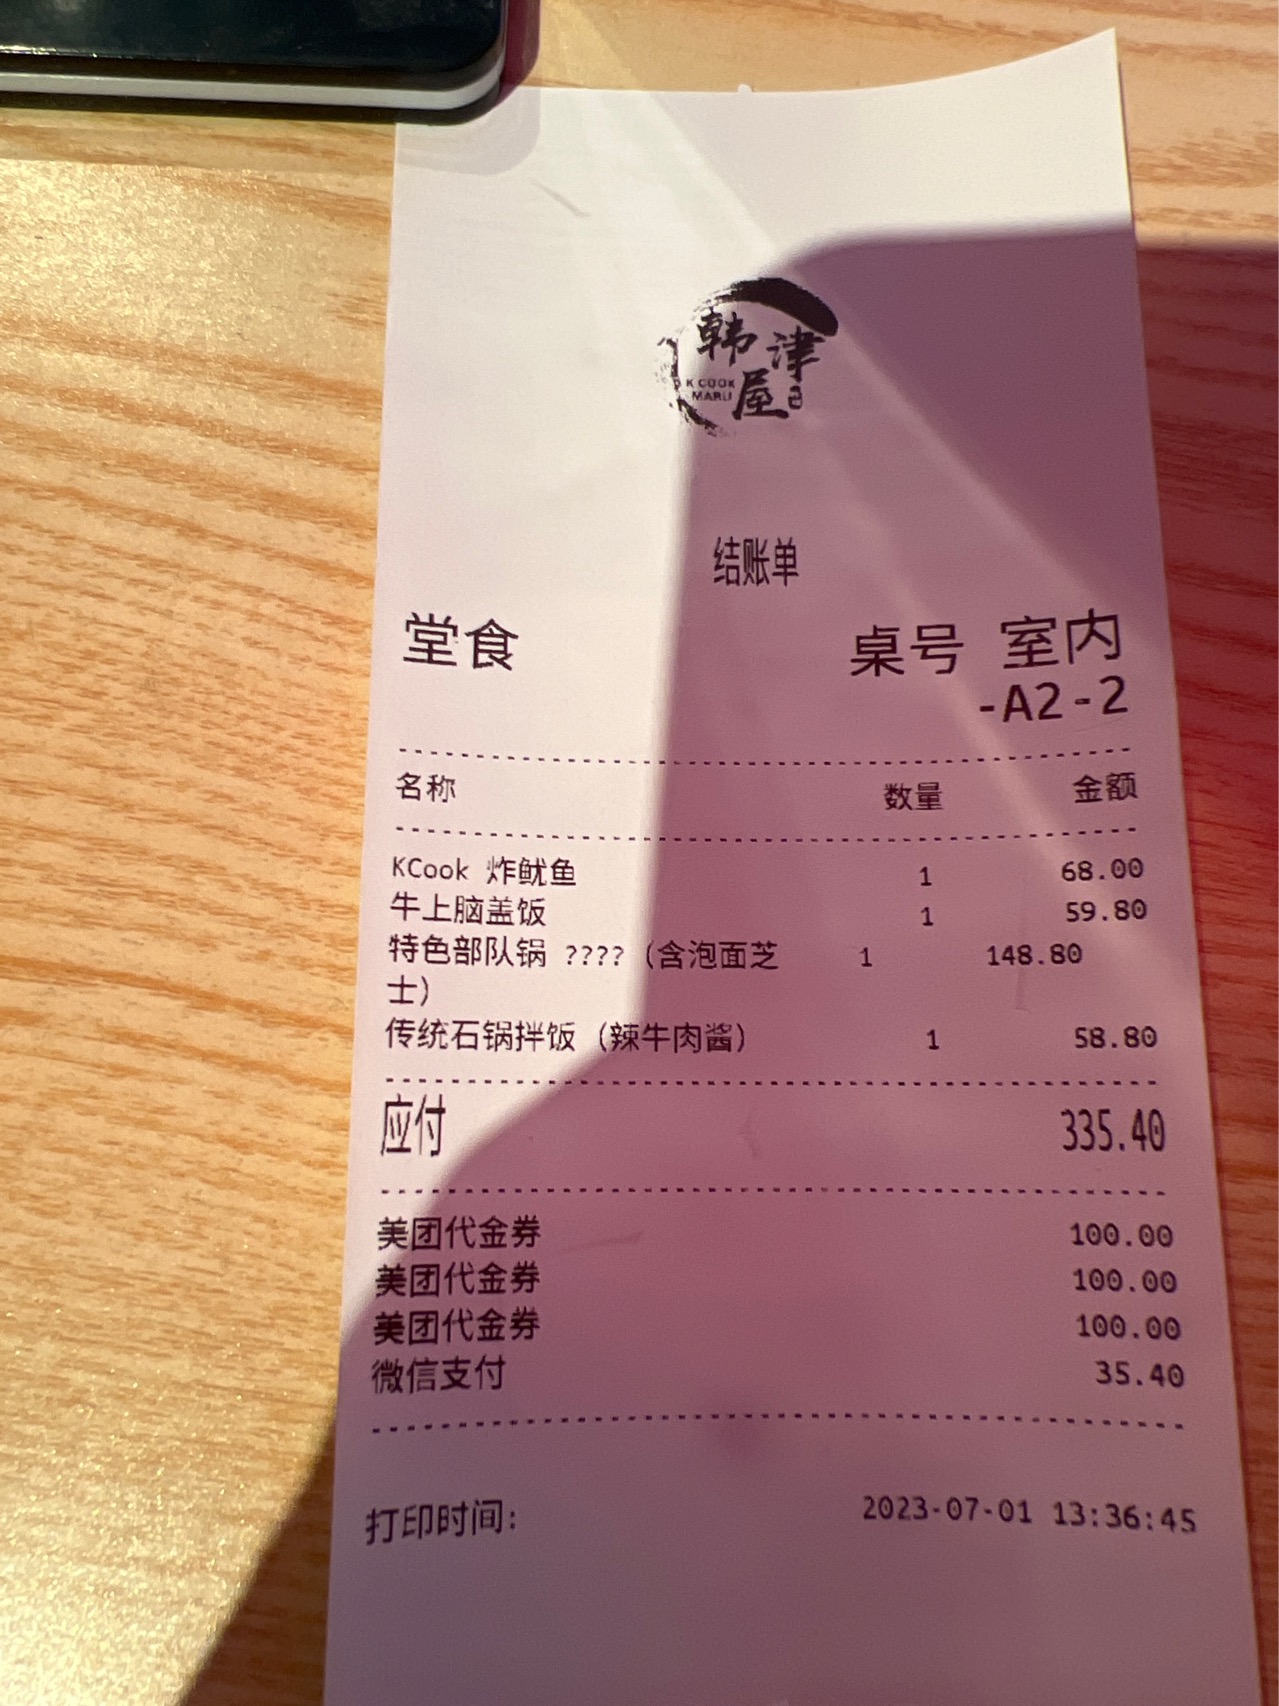 韩津屋
K COOK
MARU
结账单
堂食 桌号 室内
-A2-2
名称 数量 金额
KCook 炸鱿鱼 1 68.00
牛上脑盖饭 1 59.80
特色部队锅 ????（含泡面芝 1 148.80
士）
传统石锅拌饭（辣牛肉酱） 1 58.80
应付 335.40
美团代金券 100.00
美团代金券 100.00
美团代金券 100.00
微信支付 35.40
打印时间: 2023-07-01 13:36:45